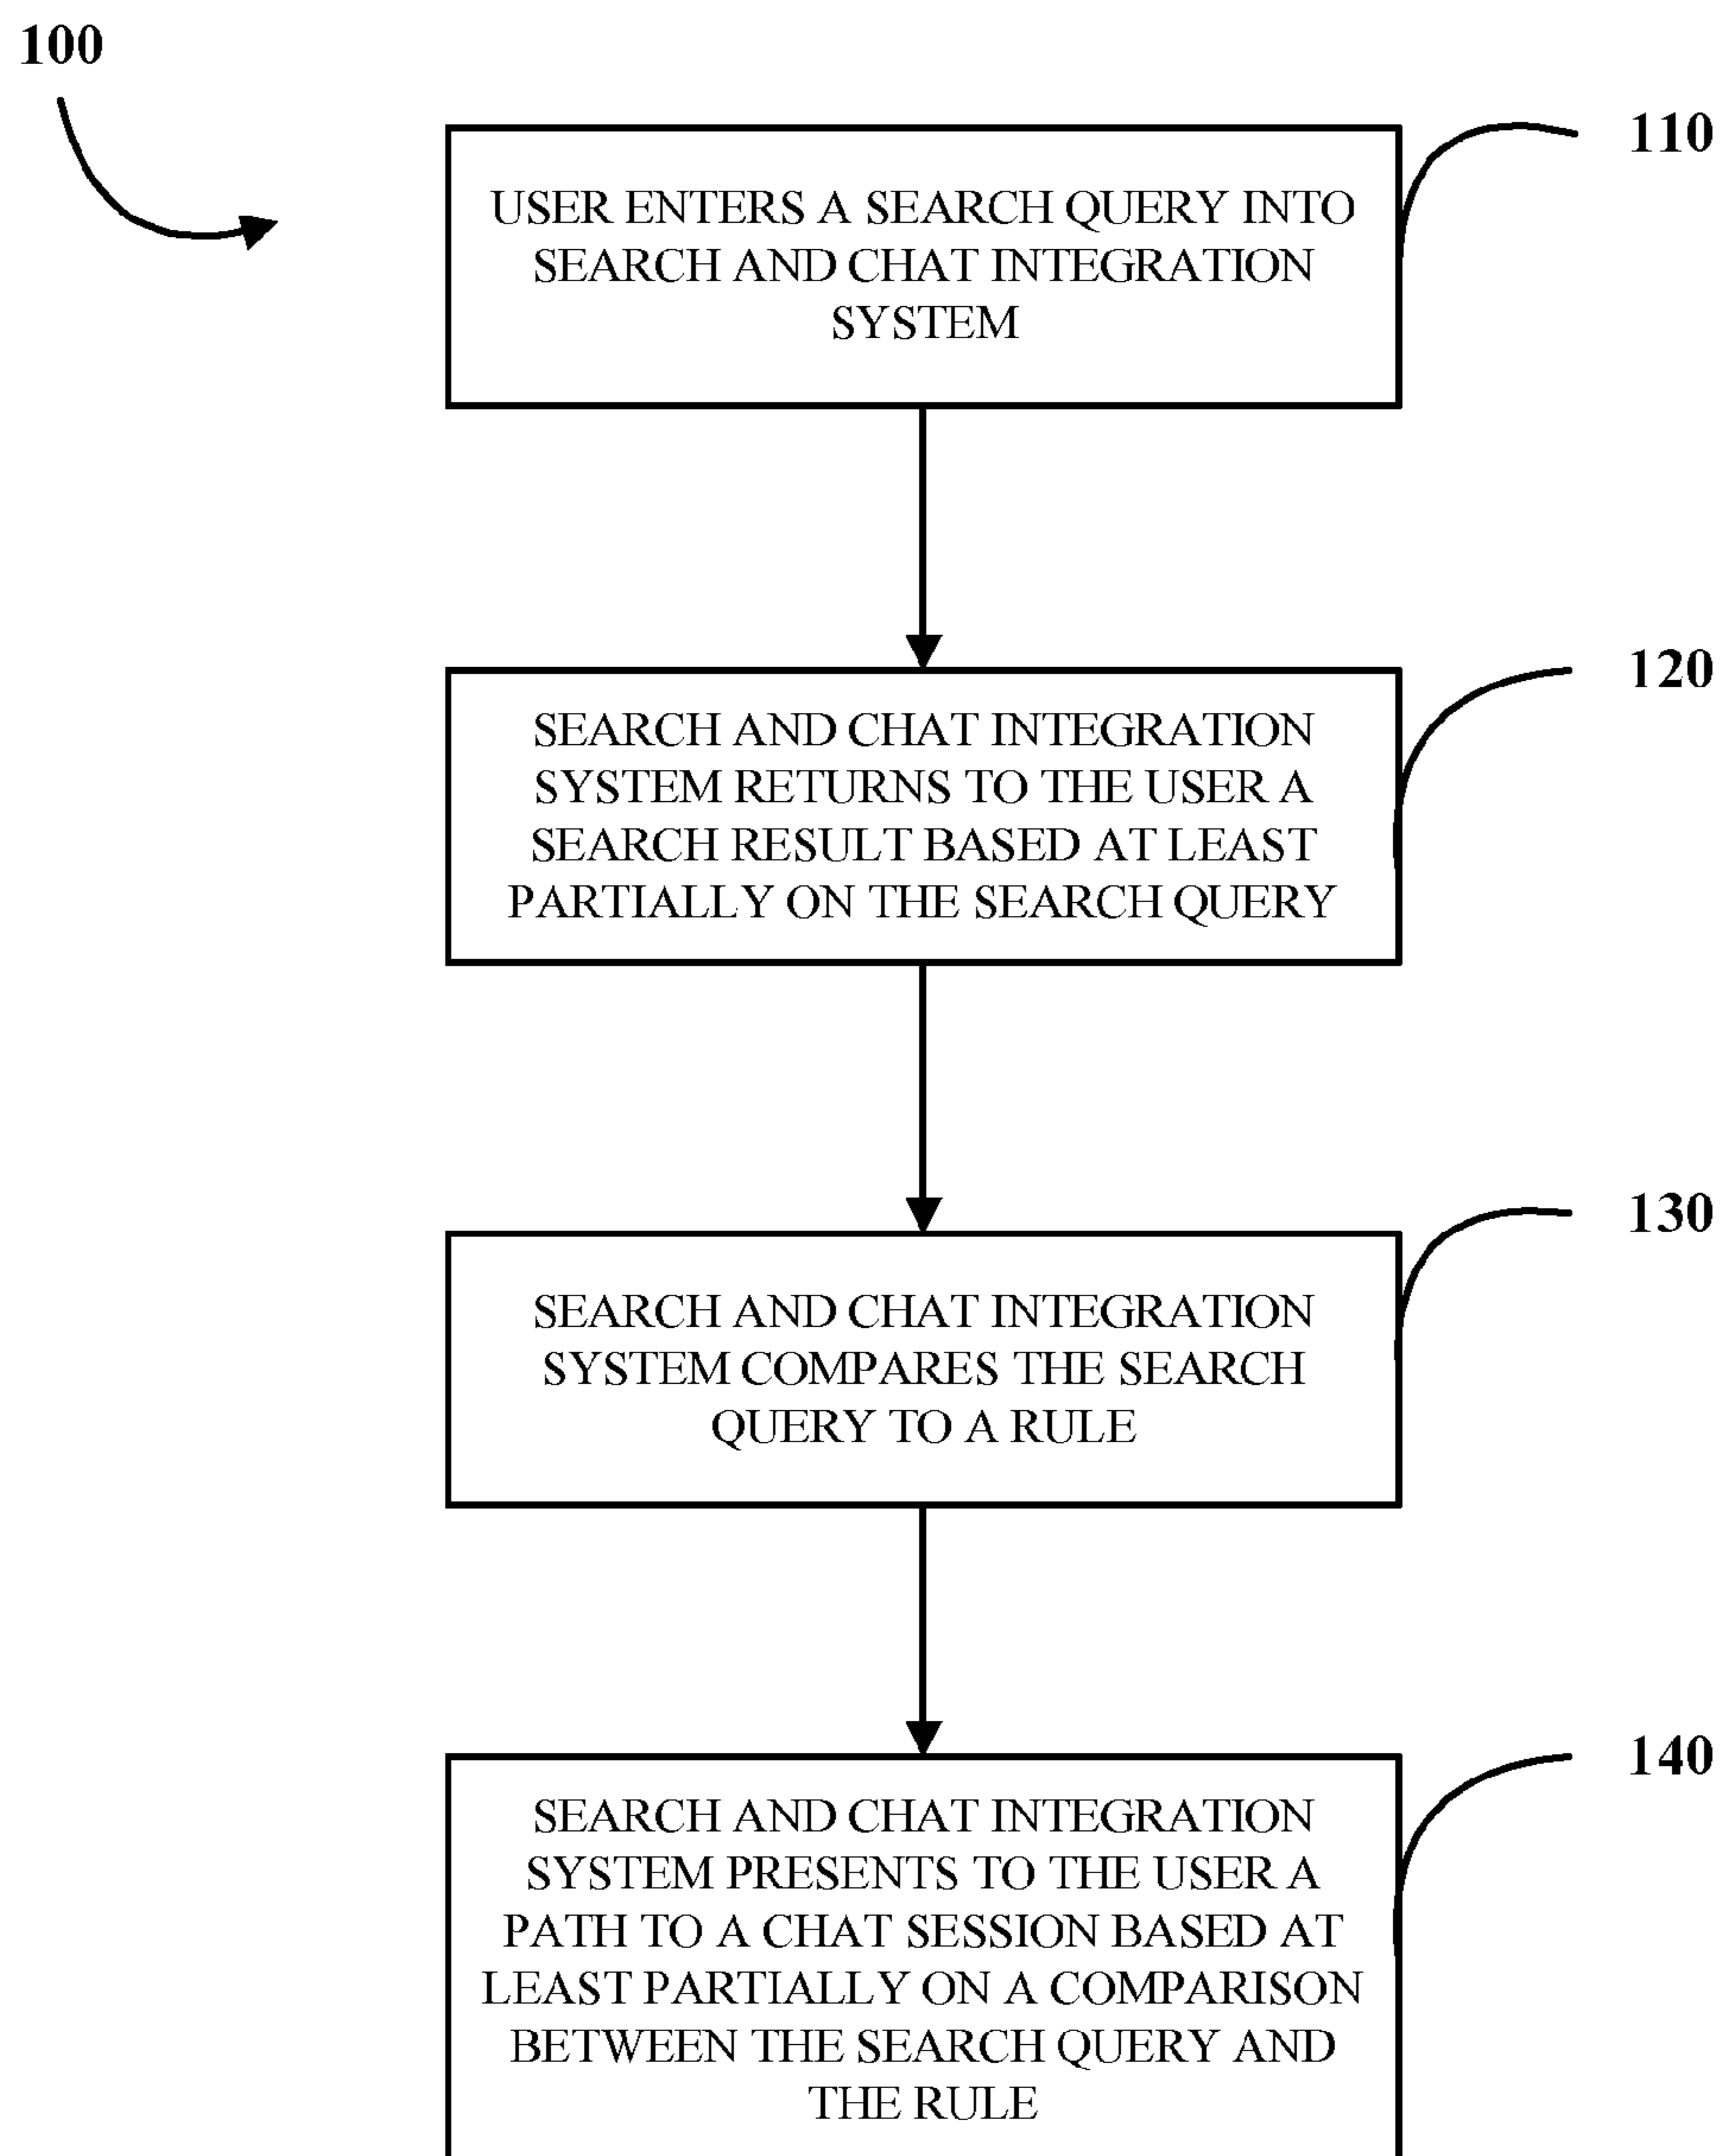 100
110
USER ENTERS A SEARCH QUERY INTO
SEARCH AND CHAT INTEGRATION
SYSTEM
120
SEARCH AND CHAT INTEGRATION
SYSTEM RETURNS TO THE USER A
SEARCH RESULT BASED AT LEAST
PARTIALLY ON THE SEARCH QUERY
130
SEARCH AND CHAT INTEGRATION
SYSTEM COMPARES THE SEARCH
QUERY TO A RULE
140
SEARCH AND CHAT INTEGRATION
SYSTEM PRESENTS TO THE USER A
PATH TO A CHAT SESSION BASED AT
LEAST PARTIALLY ON A COMPARISON
BETWEEN THE SEARCH QUERY AND
THE RULE